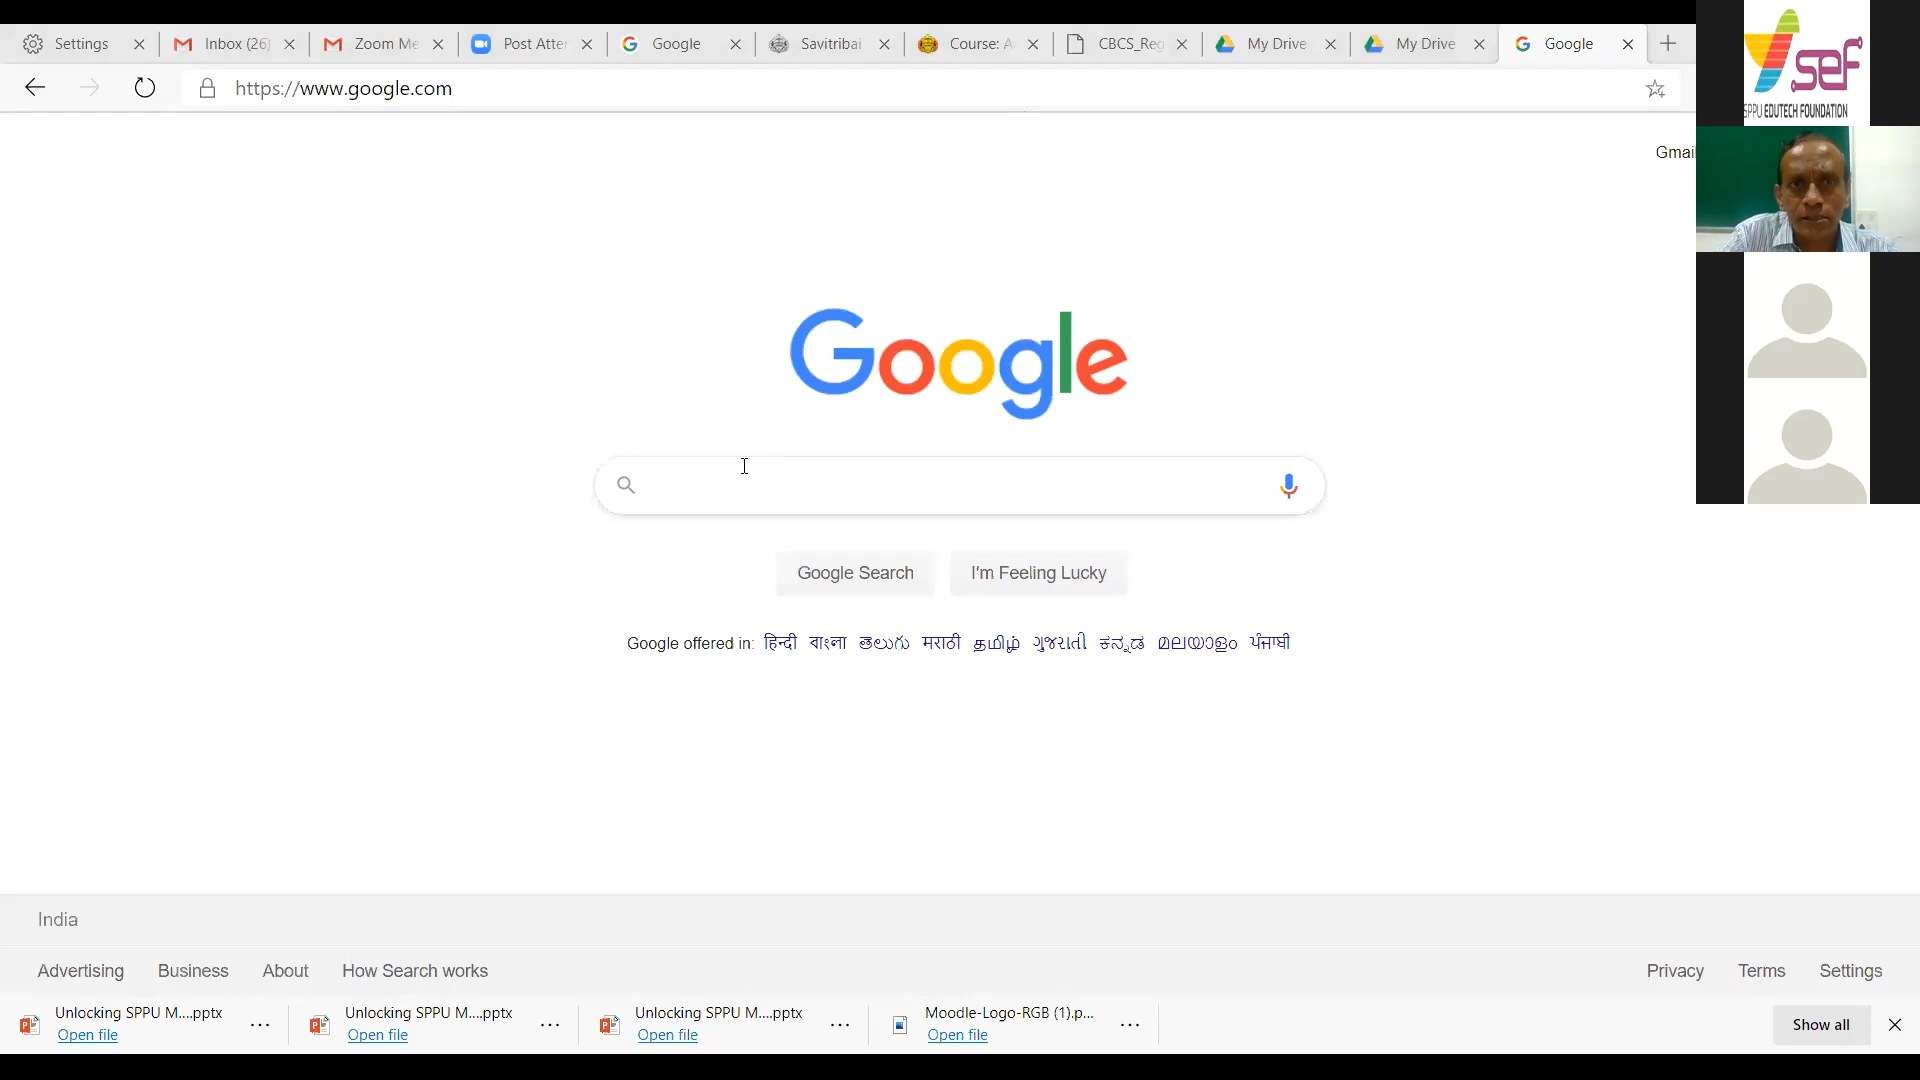 Settings Inbox (26) Zoom Me Post Atter Google Savitribai Course: A CBCS_Reg My Drive My Drive Google
https://www.google.com
sef
SPPU EDUTECH FOUNDATION
Gmail
Google
Google Search I'm Feeling Lucky
Google offered in: हिन्दी বাংলা తెలుగు मराठी தமிழ் ગુજરાતી ಕನ್ನಡ മലയാളം ਪੰਜਾਬੀ
India
Advertising Business About How Search works Privacy Terms Settings
Unlocking SPPU M....pptx Unlocking SPPU M....pptx Unlocking SPPU M....pptx Moodle-Logo-RGB (1).p...
Open file Open file Open file Open file
Show all